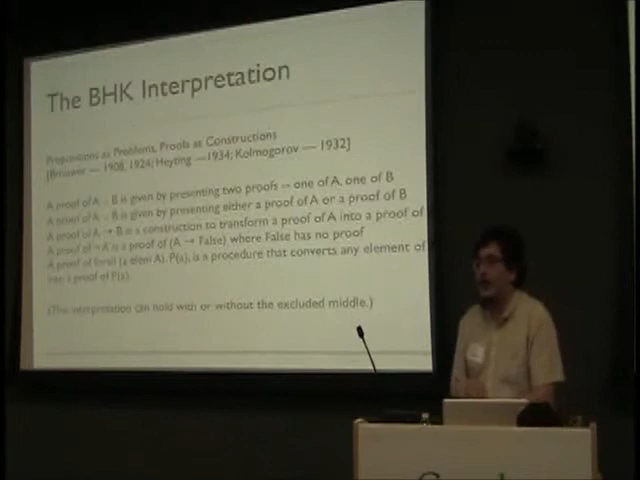 The BHK Interpretation
Propositions as Problems, Proofs as Constructions
[Brouwer — 1908, 1924; Heyting —1934; Kolmogorov — 1932]
A proof of A B is given by presenting two proofs -- one of A, one of B
A proof of A B is given by presenting either a proof of A or a proof of B
A proof of A → B is a construction to transform a proof of A into a proof of
A proof of ¬A is a proof of (A → False) where False has no proof
A proof of forall (x elem A). P(x), is a procedure that converts any element of
into a proof of P(x).
(This interpretation can hold with or without the excluded middle.)